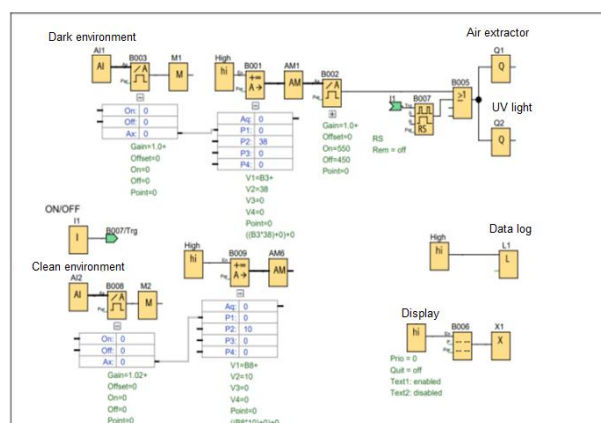 Dark environment
Air extractor
AI1
AI
B003
/A
M1
M
High
hi
B001
+=
A→
AM1
AM
B002
/A
Q1
Q
I1
B007
RS
B005
≥1
UV light
Q2
Q
On: 0
Off: 0
Ax: 0
Gain=1.0+
Offset=0
On=0
Off=0
Point=0
Aq: 0
P1: 0
P2: 38
P3: 0
P4: 0
V1=B3+
V2=38
V3=0
V4=0
Point=0
((B3*38)+0)+0
Gain=1.0+
Offset=0
On=550
Off=450
Point=0
RS
Rem = off
ON/OFF
I1
I
B007/Trg
Clean environment
AI2
AI
B008
/A
M2
M
High
hi
B009
+=
A→
AM6
AM
On: 0
Off: 0
Ax: 0
Gain=1.02+
Offset=0
On=0
Off=0
Point=0
Aq: 0
P1: 0
P2: 10
P3: 0
P4: 0
V1=B8+
V2=10
V3=0
V4=0
Point=0
((B8*10)+0)+0
Data log
High
hi
L1
L
Display
High
hi
B006
X1
X
Prio = 0
Quit = off
Text1: enabled
Text2: disabled